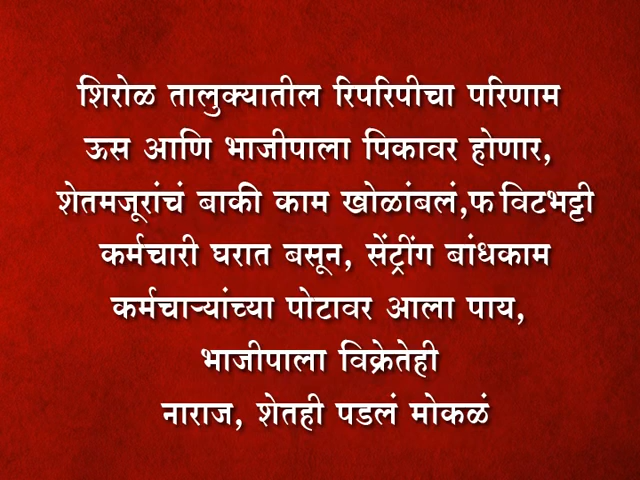 शिरोळ तालुक्यातील रिपरिपीचा परिणाम
ऊस आणि भाजीपाला पिकावर होणार,
शेतमजूरांचं बाकी काम खोळांबलं,फ विटभट्टी
कर्मचारी घरात बसून, सेंट्रींग बांधकाम
कर्मचाऱ्यांच्या पोटावर आला पाय,
भाजीपाला विक्रेतेही
नाराज, शेतही पडलं मोकळं